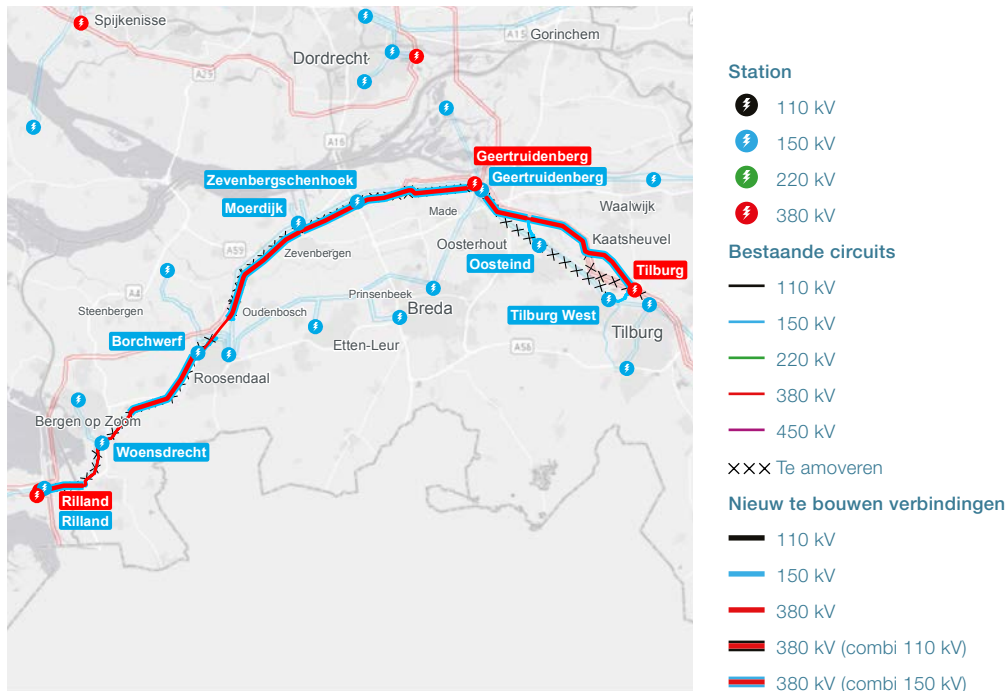 Spijkenisse
A15
Gorinchem
Dordrecht
A29
A16
Geertruidenberg
Zevenbergschenhoek
Geertruidenberg
Moerdijk
Made
Waalwijk
A59
Zevenbergen
Oosterhout
Kaatsheuvel
Oosteind
Tilburg
A4
Prinsenbeek
Steenbergen
Oudenbosch
Breda
Tilburg West
Borchwerf
Etten-Leur
A58
Tilburg
Roosendaal
Bergen op Zoom
Woensdrecht
Rilland
Rilland
Station
110 kV
150 kV
220 kV
380 kV
Bestaande circuits
110 kV
150 kV
220 kV
380 kV
450 kV
Te amoveren
Nieuw te bouwen verbindingen
110 kV
150 kV
380 kV
380 kV (combi 110 kV)
380 kV (combi 150 kV)